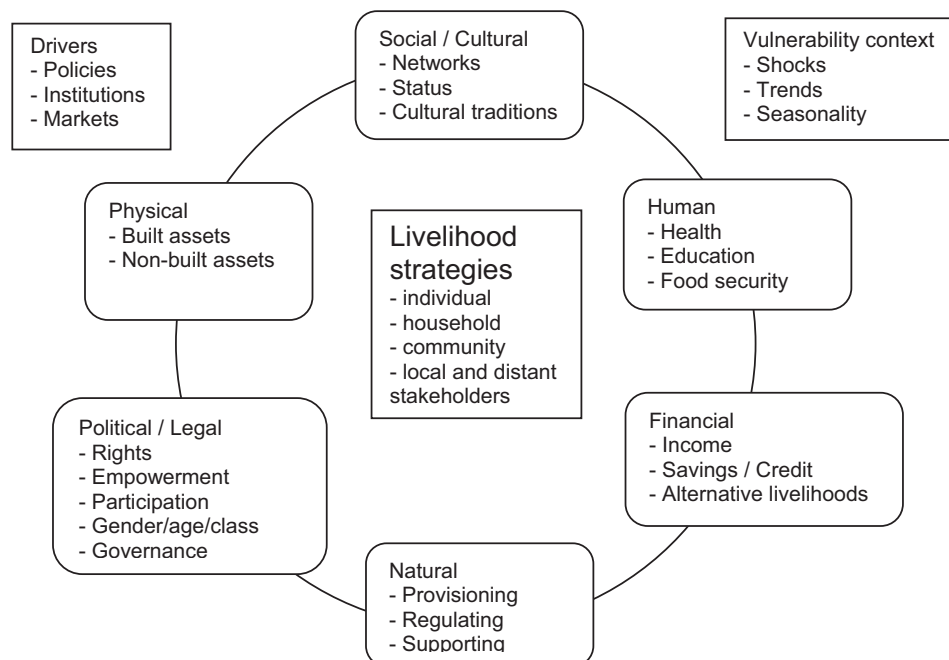 Drivers
- Policies
- Institutions
- Markets
Social / Cultural
- Networks
- Status
- Cultural traditions
Vulnerability context
- Shocks
- Trends
- Seasonality
Physical
- Built assets
- Non-built assets
Livelihood
strategies
- individual
- household
- community
- local and distant
stakeholders
Human
- Health
- Education
- Food security
Political / Legal
- Rights
- Empowerment
- Participation
- Gender/age/class
- Governance
Financial
- Income
- Savings / Credit
- Alternative livelihoods
Natural
- Provisioning
- Regulating
- Supporting